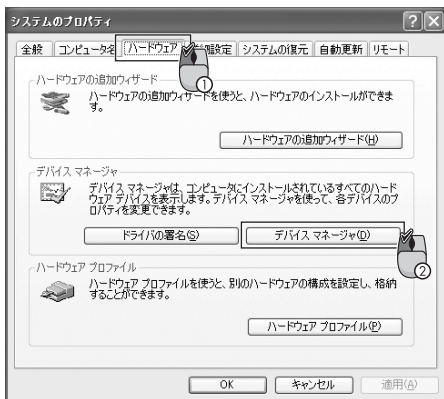 システムのプロパティ
全般 コンピュータ名 ハードウェア 詳細設定 システムの復元 自動更新 リモート
①
ハードウェアの追加ウィザード
ハードウェアの追加ウィザードを使うと、ハードウェアのインストールができま
す。
ハードウェアの追加ウィザード(H)
デバイス マネージャ
デバイス マネージャは、コンピュータにインストールされているすべてのハード
ウェア デバイスを表示します。デバイス マネージャを使って、各デバイスのプ
ロパティを変更できます。
ドライバの署名(S) デバイス マネージャ(D)
②
ハードウェア プロファイル
ハードウェア プロファイルを使うと、別のハードウェアの構成を設定し、格納
することができます。
ハードウェア プロファイル(P)
OK キャンセル 適用(A)